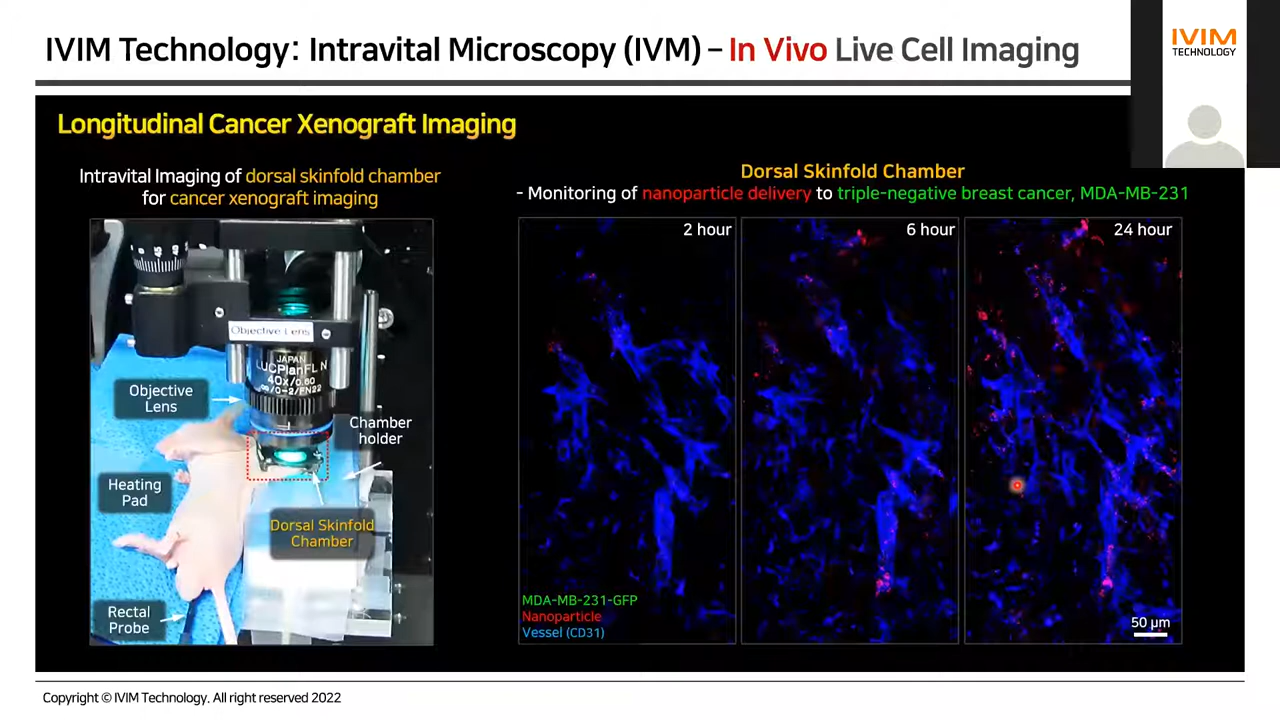 IVIM Technology: Intravital Microscopy (IVM) – In Vivo Live Cell Imaging
IVIM
TECHNOLOGY
Longitudinal Cancer Xenograft Imaging
Intravital Imaging of dorsal skinfold chamber
for cancer xenograft imaging
Objective Lens
JAPAN
LUCPlanFL N
40x/0.60
∞/0-2/FN22
Objective
Lens
Chamber
holder
Heating
Pad
Dorsal Skinfold
Chamber
Rectal
Probe
Dorsal Skinfold Chamber
- Monitoring of nanoparticle delivery to triple-negative breast cancer, MDA-MB-231
2 hour
6 hour
24 hour
MDA-MB-231-GFP
Nanoparticle
Vessel (CD31)
50 µm
Copyright © IVIM Technology. All right reserved 2022